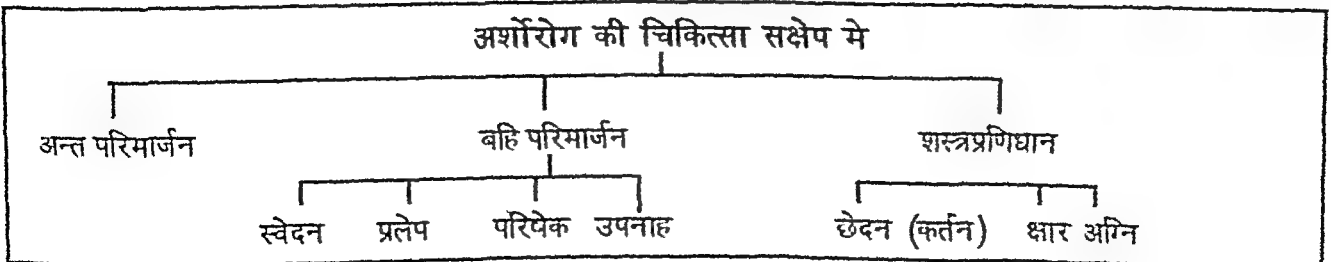 अर्शोरोग की चिकित्सा सक्षेप मे
अन्त परिमार्जन बहि परिमार्जन शस्त्रप्रणिधान
स्वेदन प्रलेप परिषेक उपनाह छेदन (कर्तन) क्षार अग्नि